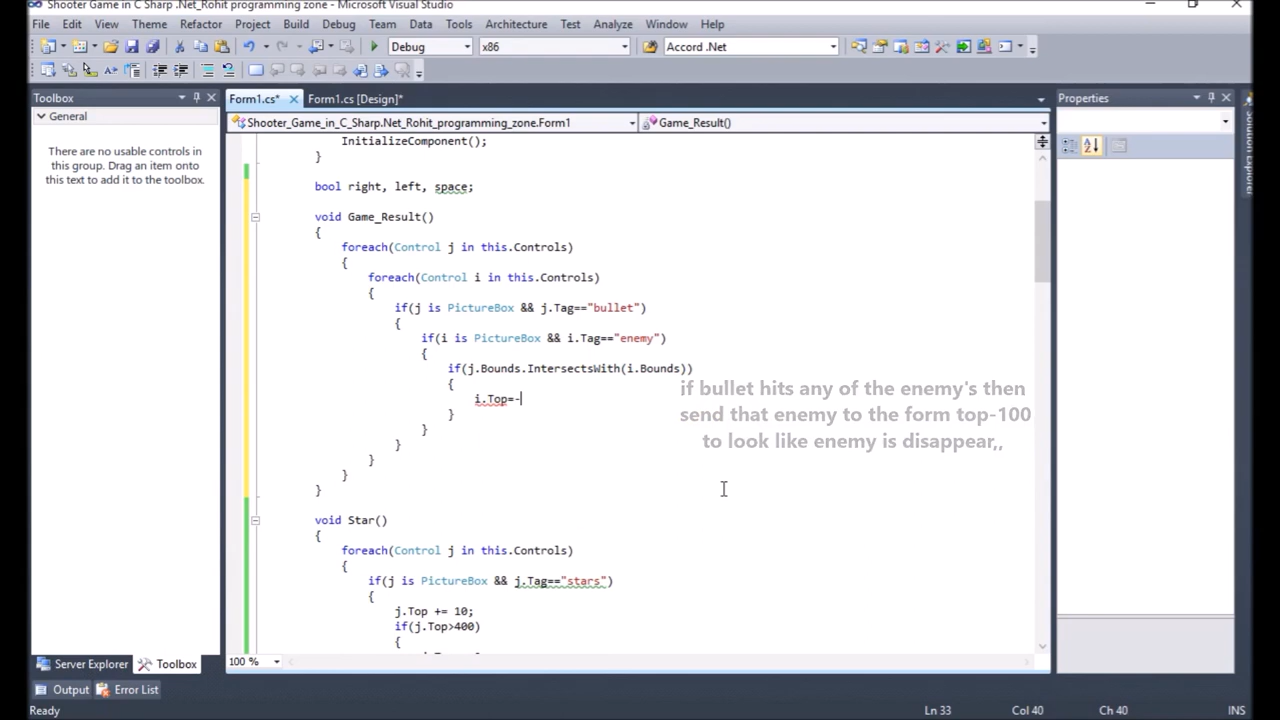 Shooter Game in C Sharp .Net_Rohit programming zone - Microsoft Visual Studio
File Edit View Theme Refactor Project Build Debug Team Data Tools Architecture Test Analyze Window Help
Debug x86 Accord .Net
Toolbox
General
There are no usable controls in
this group. Drag an item onto
this text to add it to the toolbox.
Server Explorer Toolbox
Form1.cs* Form1.cs [Design]*
Shooter_Game_in_C_Sharp.Net_Rohit_programming_zone.Form1 Game_Result()
InitializeComponent();
}
bool right, left, space;
void Game_Result()
{
foreach(Control j in this.Controls)
{
foreach(Control i in this.Controls)
{
if(j is PictureBox && j.Tag=="bullet")
{
if(i is PictureBox && i.Tag=="enemy")
{
if(j.Bounds.IntersectsWith(i.Bounds))
{
i.Top=-
}
}
}
}
}
}
void Star()
{
foreach(Control j in this.Controls)
{
if(j is PictureBox && j.Tag=="stars")
{
j.Top += 10;
if(j.Top>400)
{
100 %
if bullet hits any of the enemy's then
send that enemy to the form top-100
to look like enemy is disappear,,
Properties
Solution Explorer
Output Error List
Ready Ln 33 Col 40 Ch 40 INS